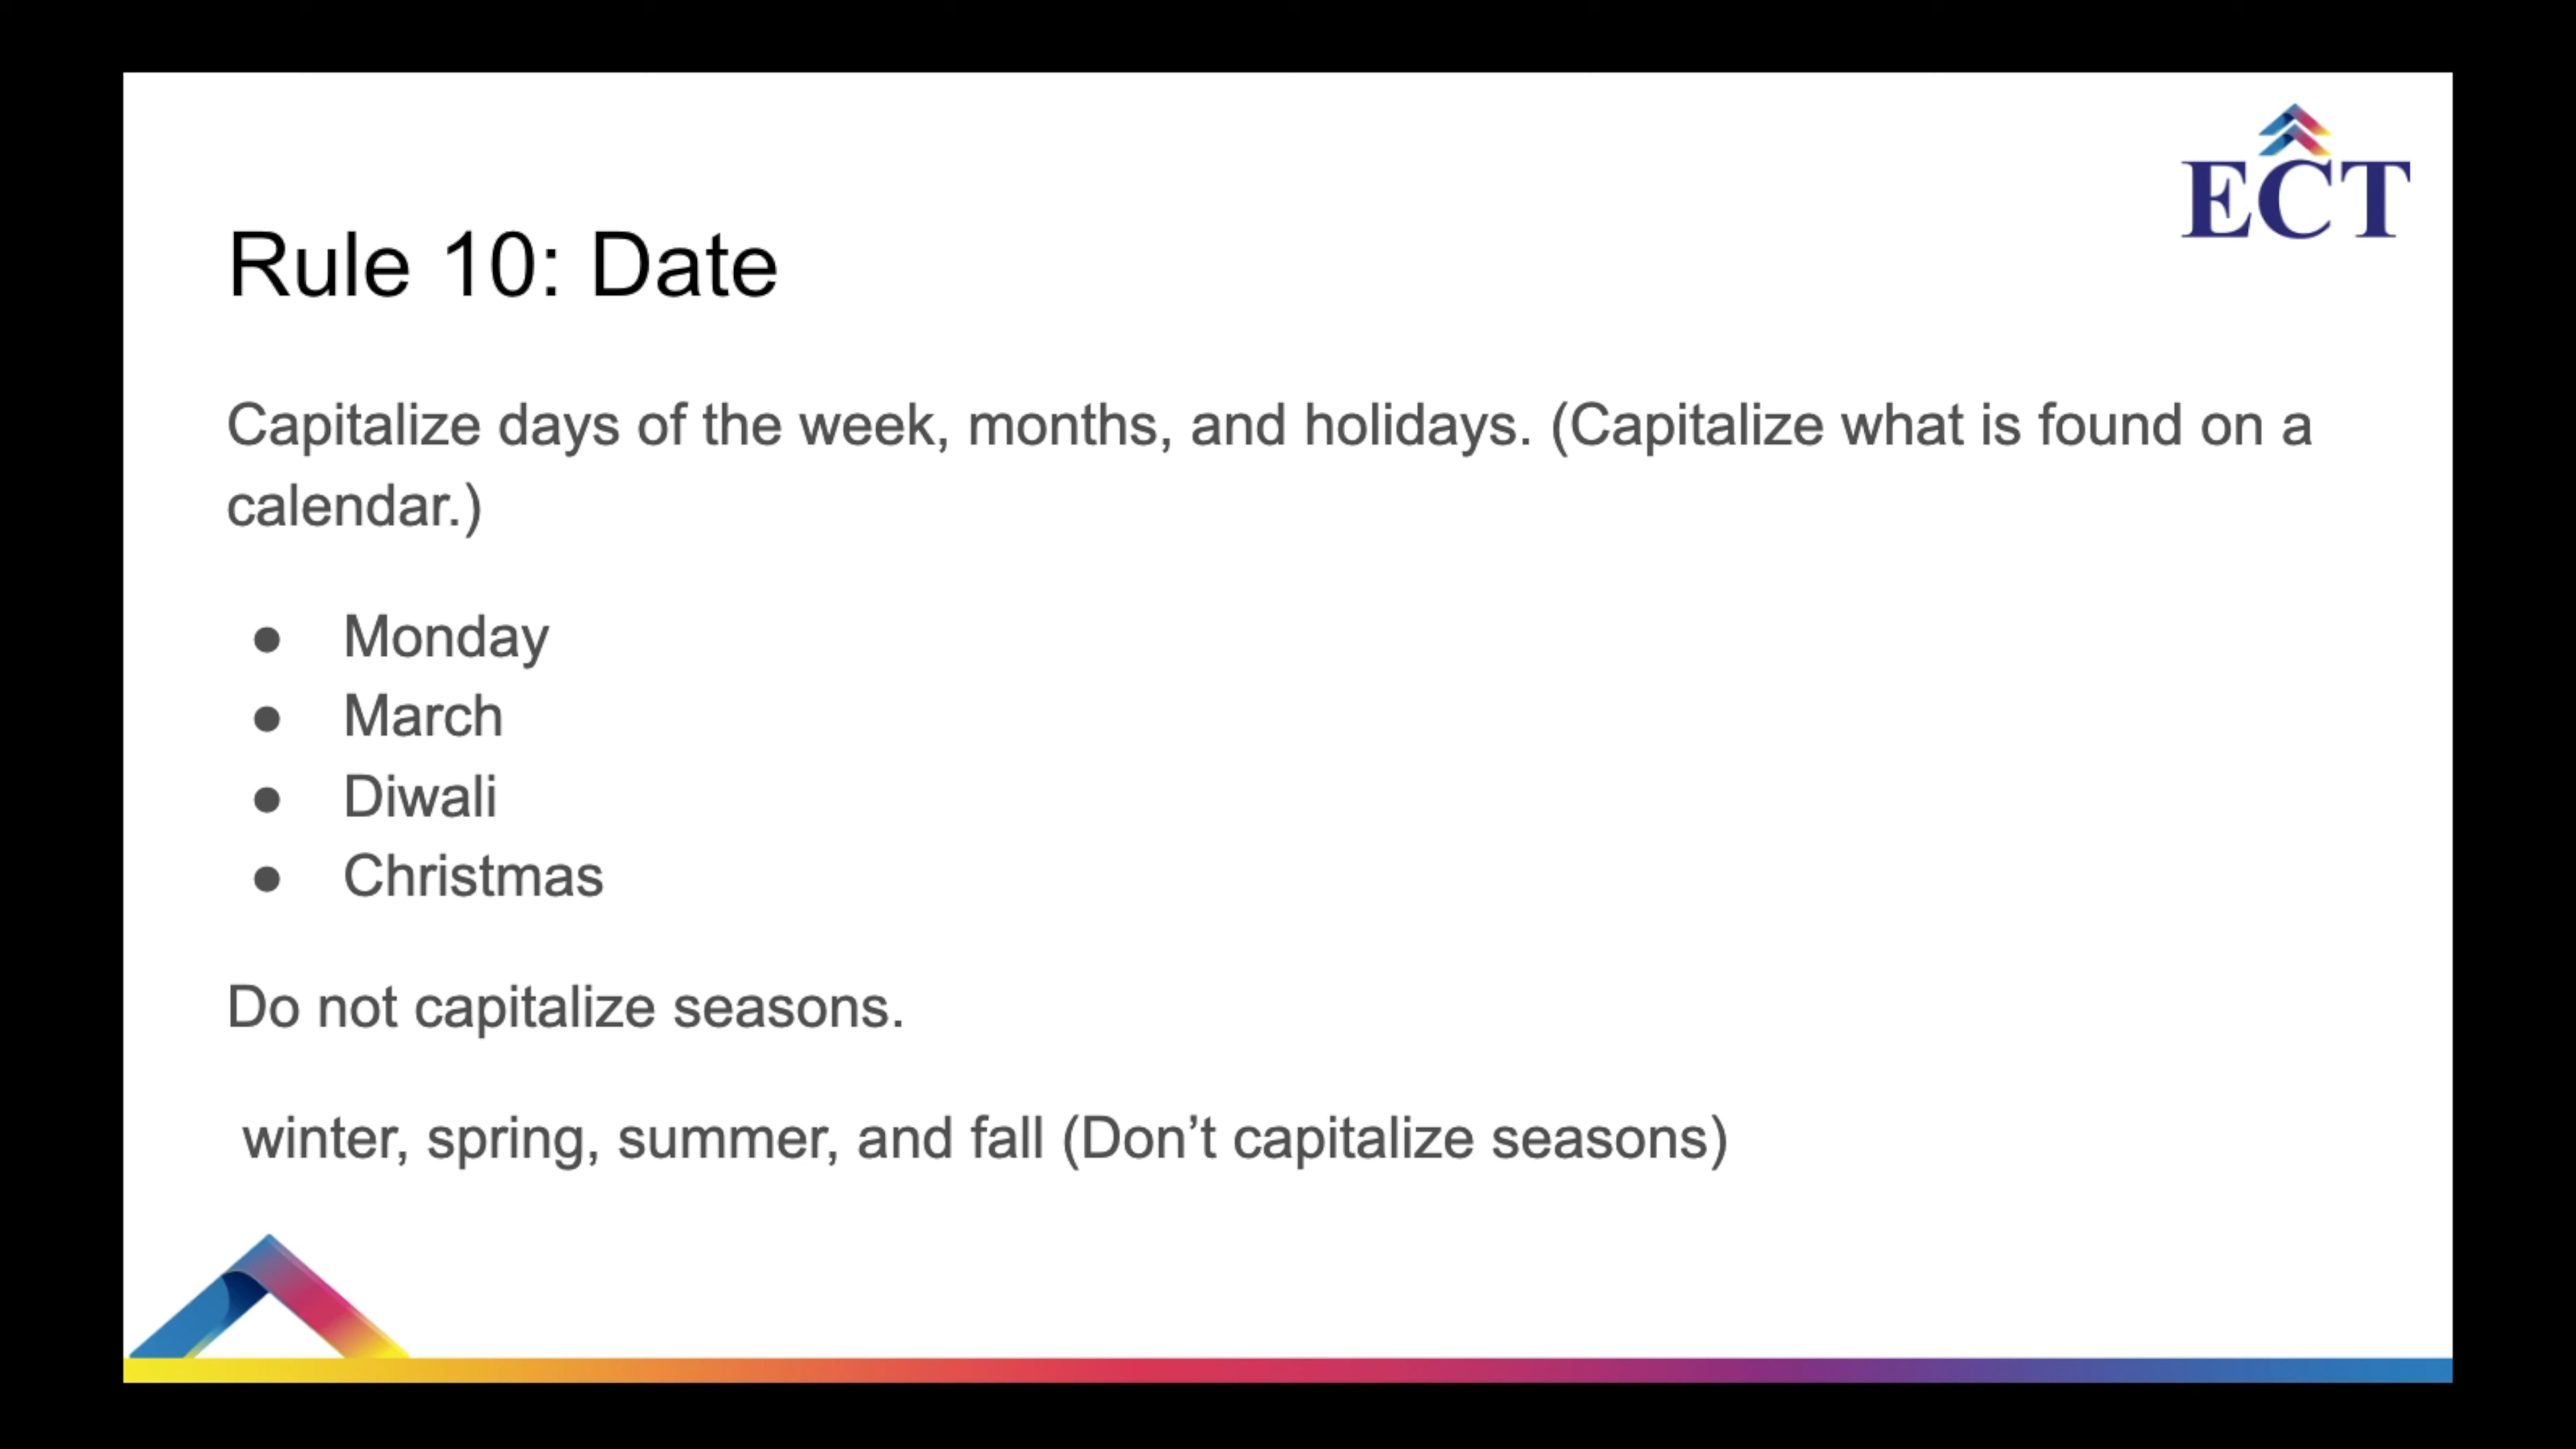 ECT
Rule 10: Date
Capitalize days of the week, months, and holidays. (Capitalize what is found on a
calendar.)
● Monday
● March
● Diwali
● Christmas
Do not capitalize seasons.
winter, spring, summer, and fall (Don’t capitalize seasons)